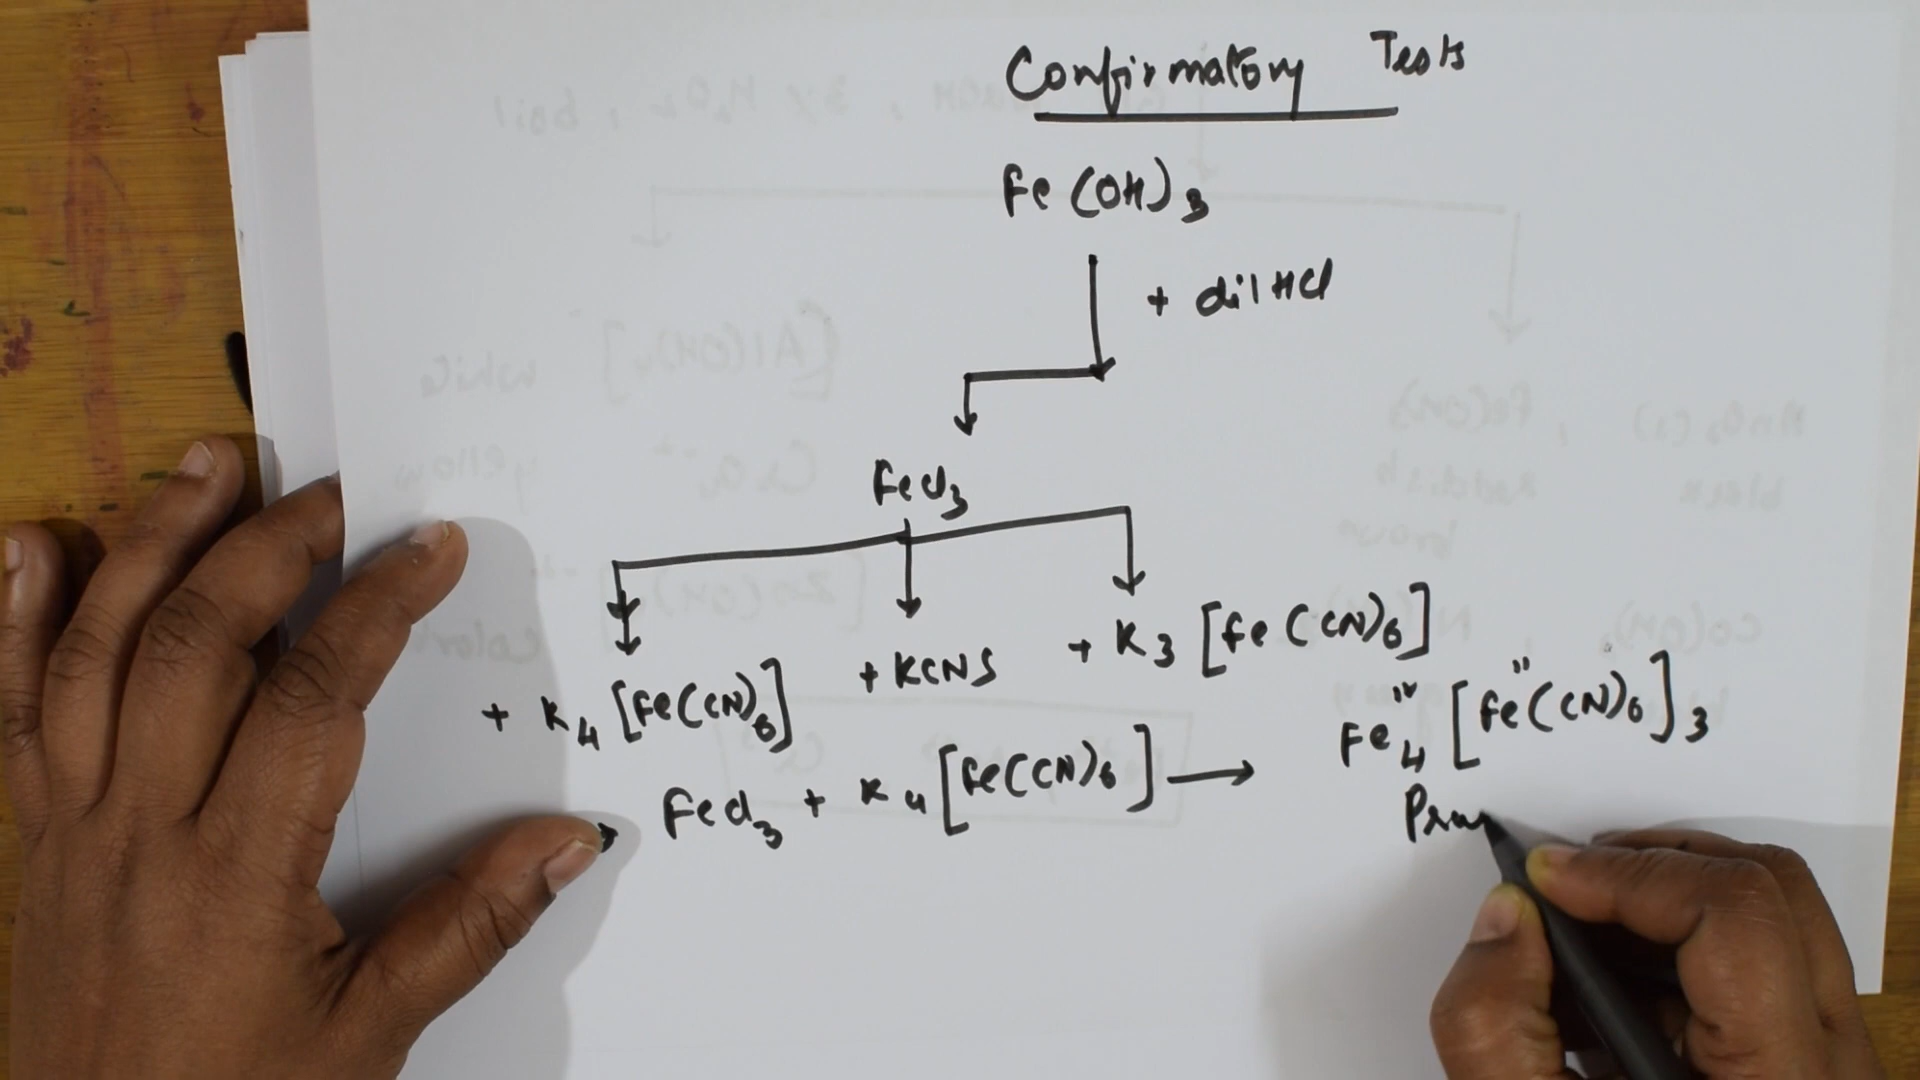 Confirmatory Tests
Fe(OH)3
+ dil HCl
FeCl3
+ K4[Fe(CN)6] + KCNS + K3[Fe(CN)6]
FeCl3 + K4[Fe(CN)6] → Fe4[Fe"(CN)6]3
Pru